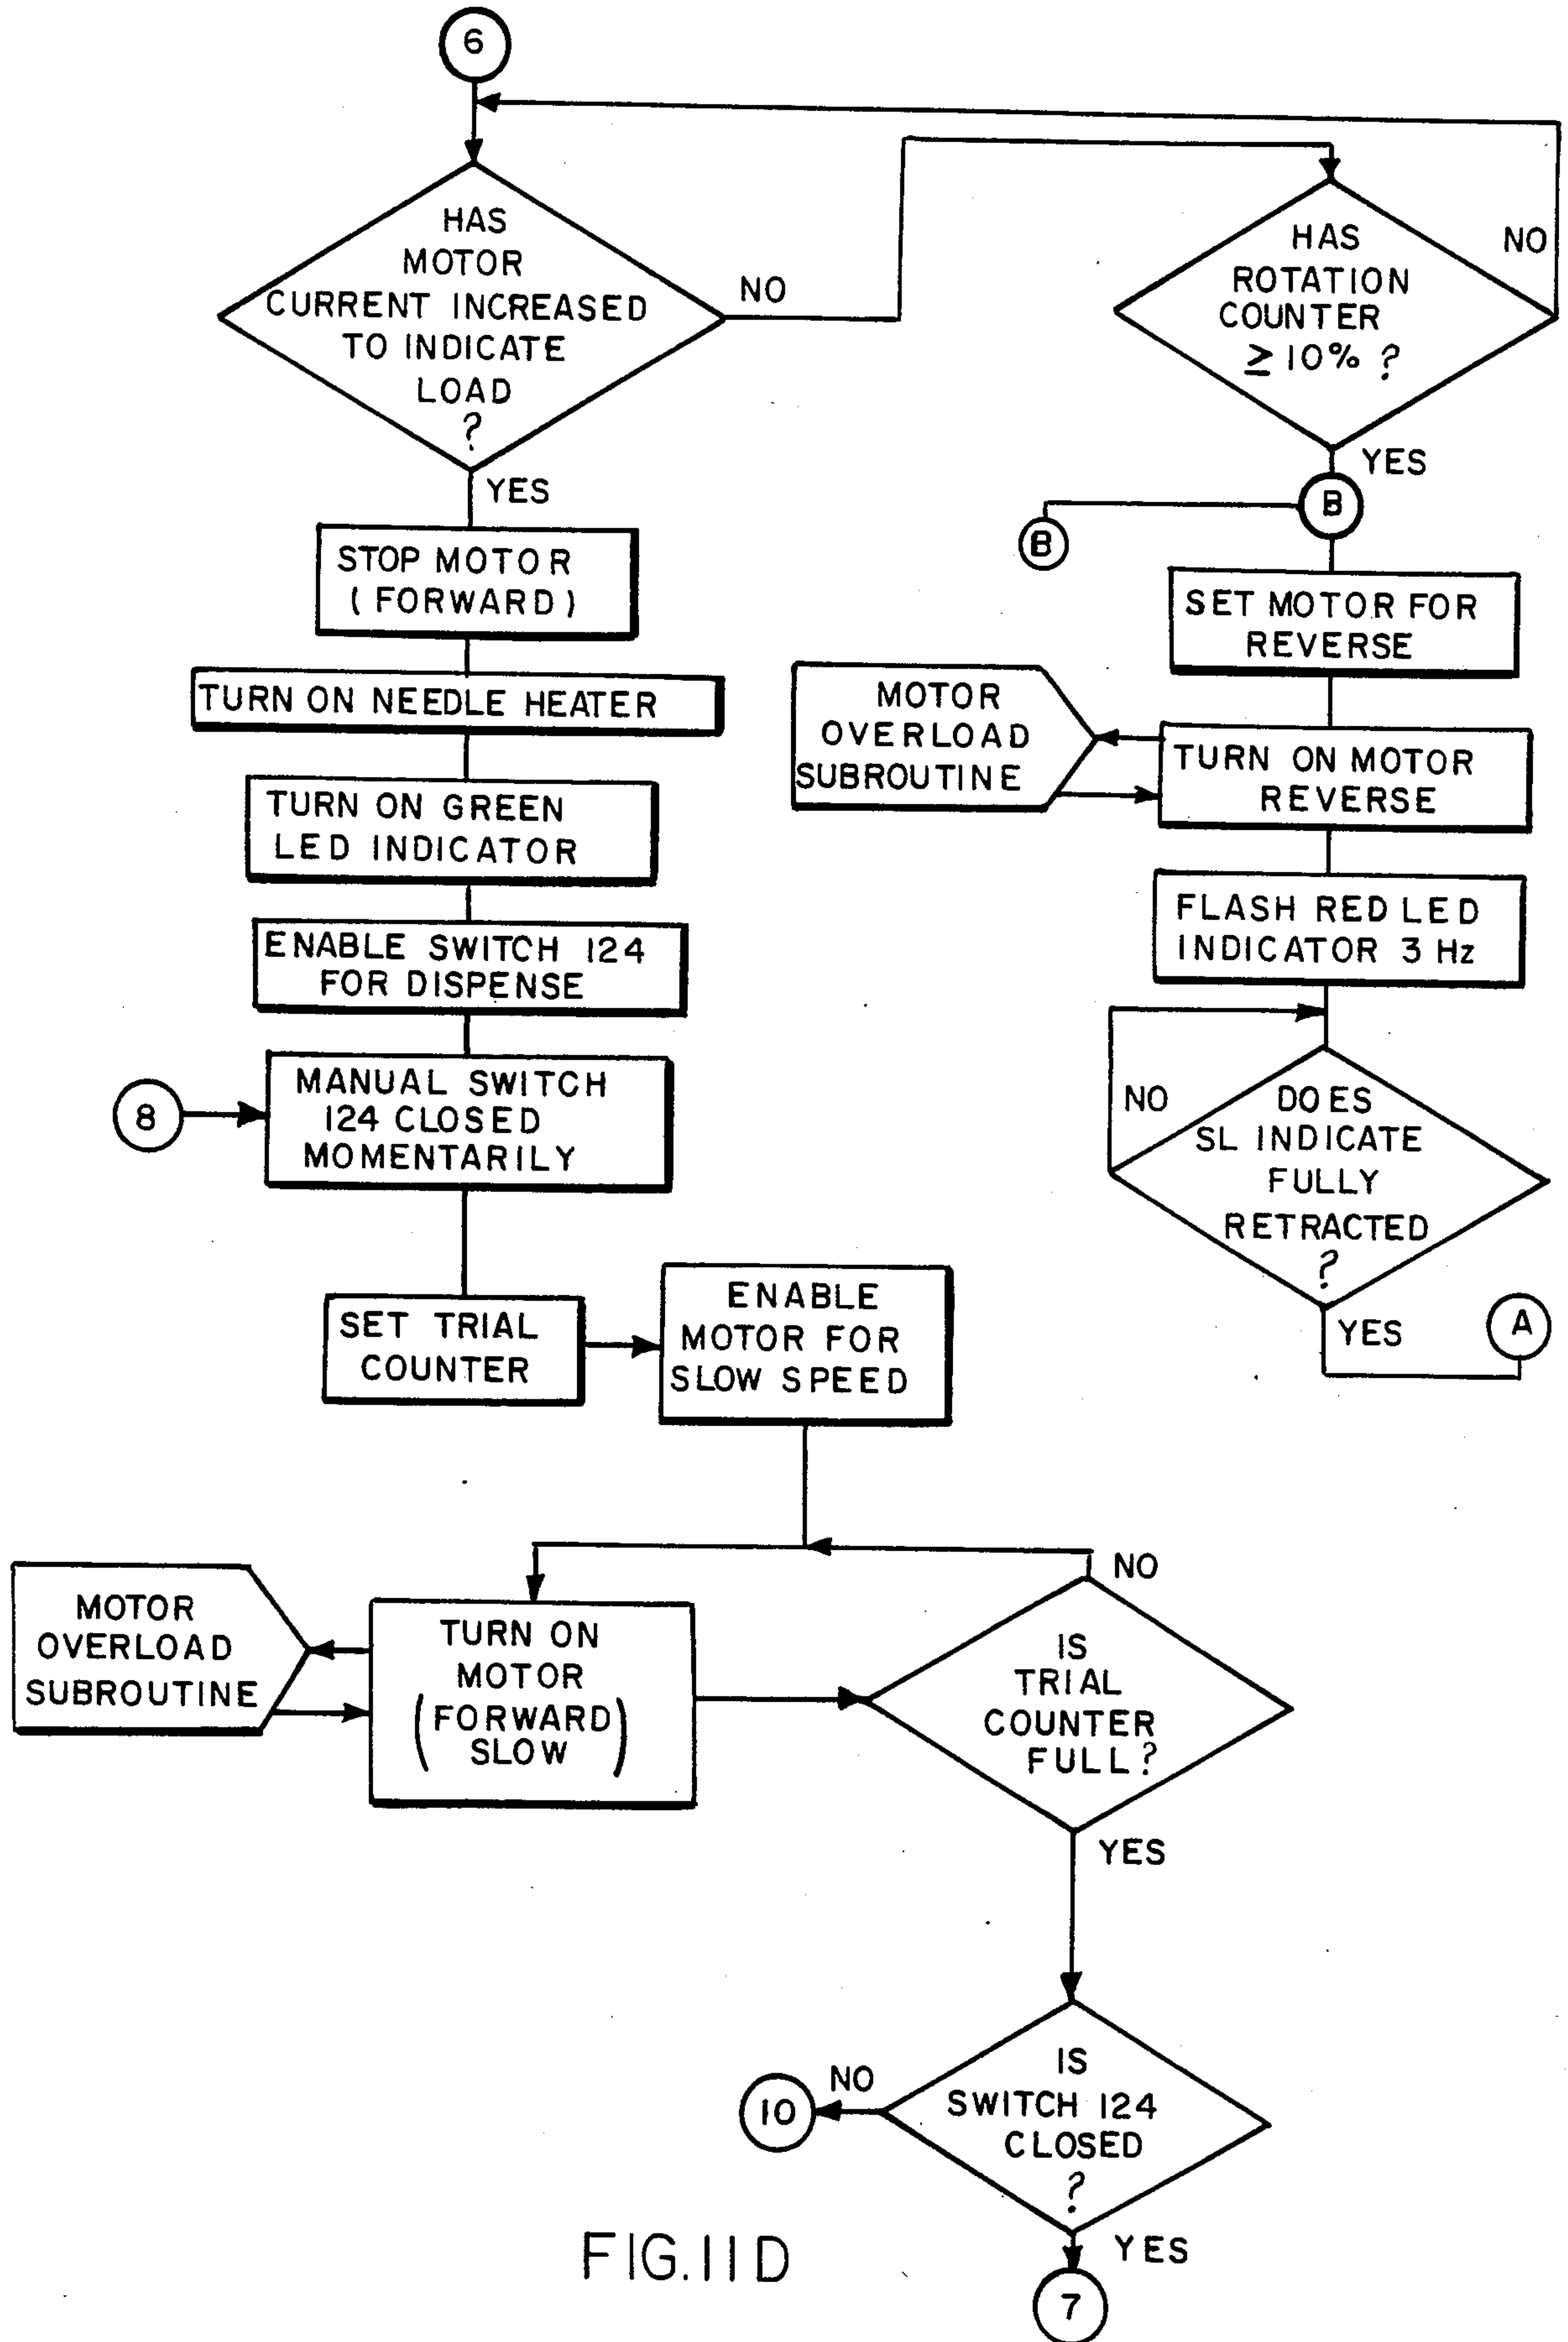 6
HAS
MOTOR
CURRENT INCREASED
TO INDICATE
LOAD
?
NO
YES
HAS
ROTATION
COUNTER
≥ 10% ?
NO
YES
B
B
STOP MOTOR
(FORWARD)
TURN ON NEEDLE HEATER
TURN ON GREEN
LED INDICATOR
ENABLE SWITCH 124
FOR DISPENSE
8
MANUAL SWITCH
124 CLOSED
MOMENTARILY
SET TRIAL
COUNTER
ENABLE
MOTOR FOR
SLOW SPEED
SET MOTOR FOR
REVERSE
MOTOR
OVERLOAD
SUBROUTINE
TURN ON MOTOR
REVERSE
FLASH RED LED
INDICATOR 3 Hz
NO
DOES
SL INDICATE
FULLY
RETRACTED
?
YES
A
MOTOR
OVERLOAD
SUBROUTINE
TURN ON
MOTOR
(FORWARD
SLOW)
NO
IS
TRIAL
COUNTER
FULL?
YES
IS
SWITCH 124
CLOSED
?
NO
10
YES
7
FIG. 11D